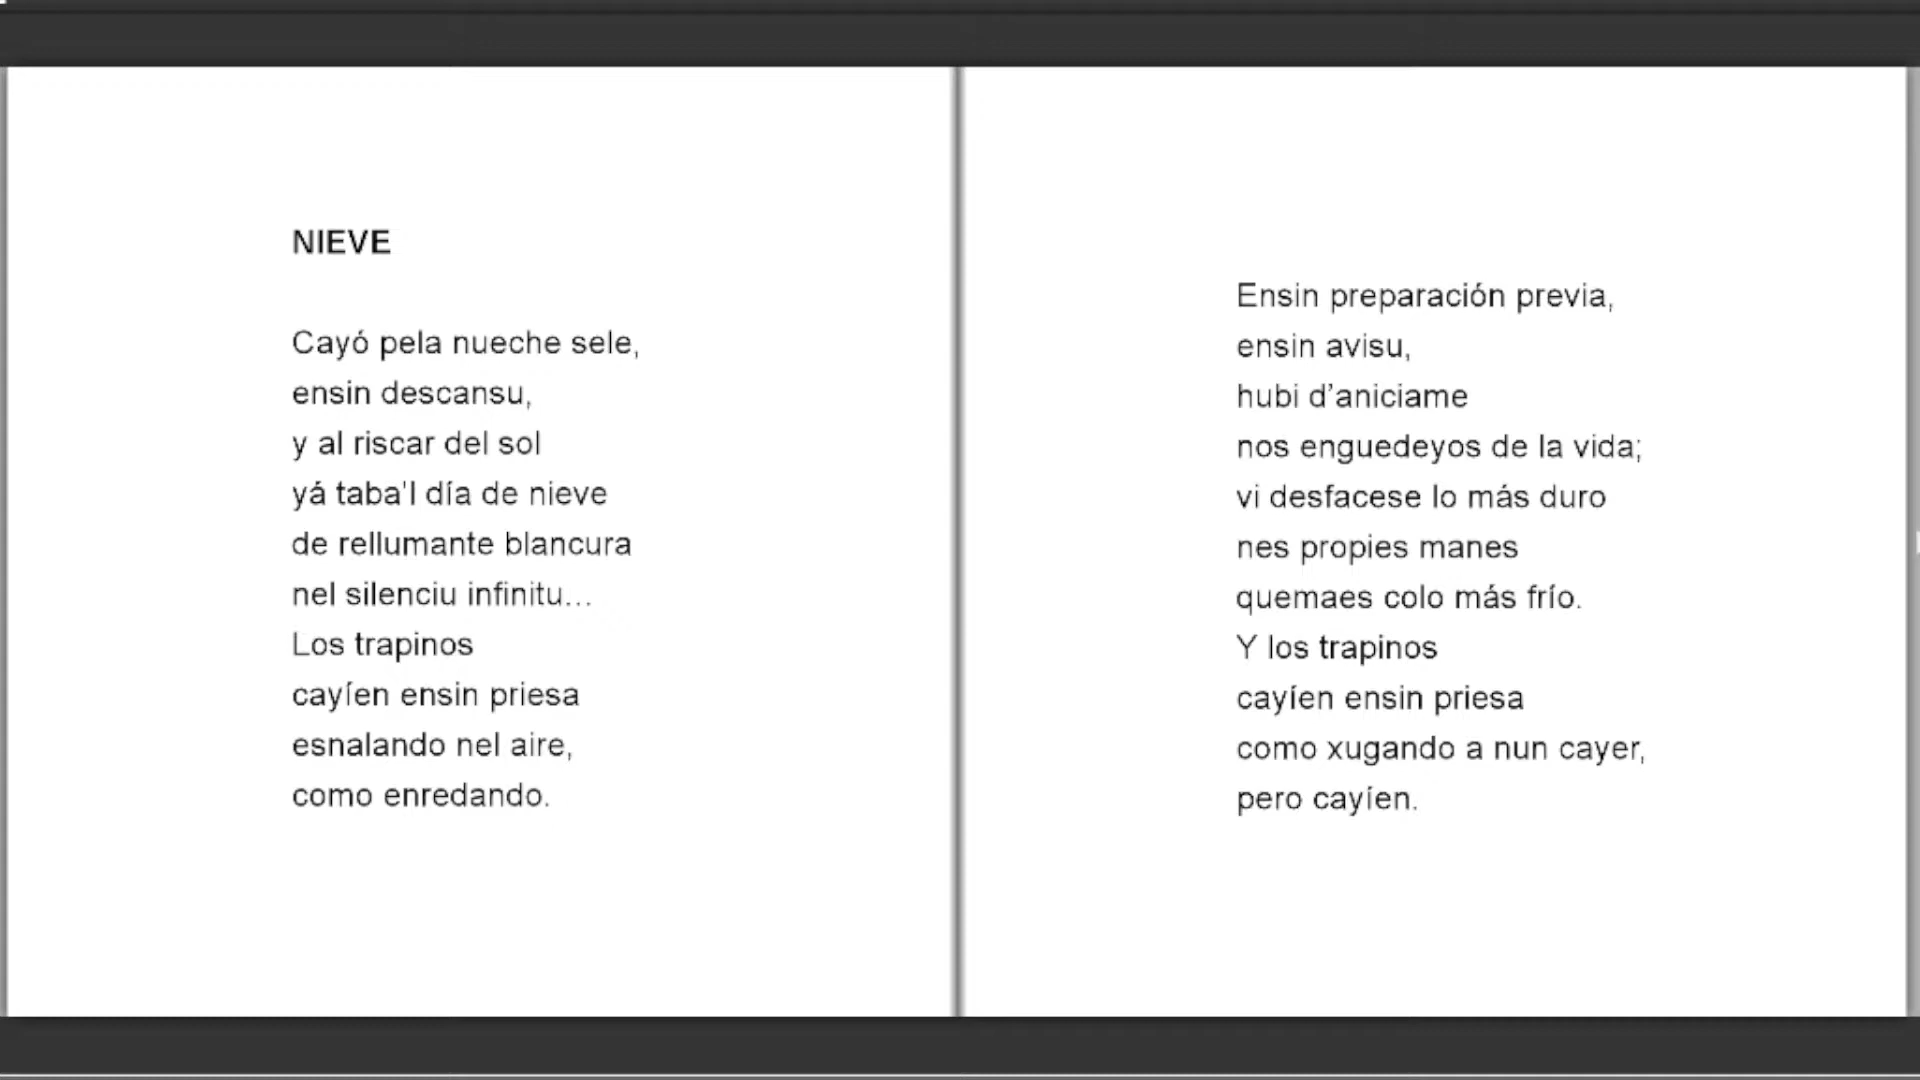 NIEVE
Cayó pela nueche sele,
ensin descansu,
y al riscar del sol
yá taba'l día de nieve
de rellumante blancura
nel silenciu infinitu...
Los trapinos
cayíen ensin priesa
esnalando nel aire,
como enredando.
Ensin preparación previa,
ensin avisu,
hubi d’aniciame
nos enguedeyos de la vida;
vi desfacese lo más duro
nes propies manes
quemaes colo más frío.
Y los trapinos
cayíen ensin priesa
como xugando a nun cayer,
pero cayíen.